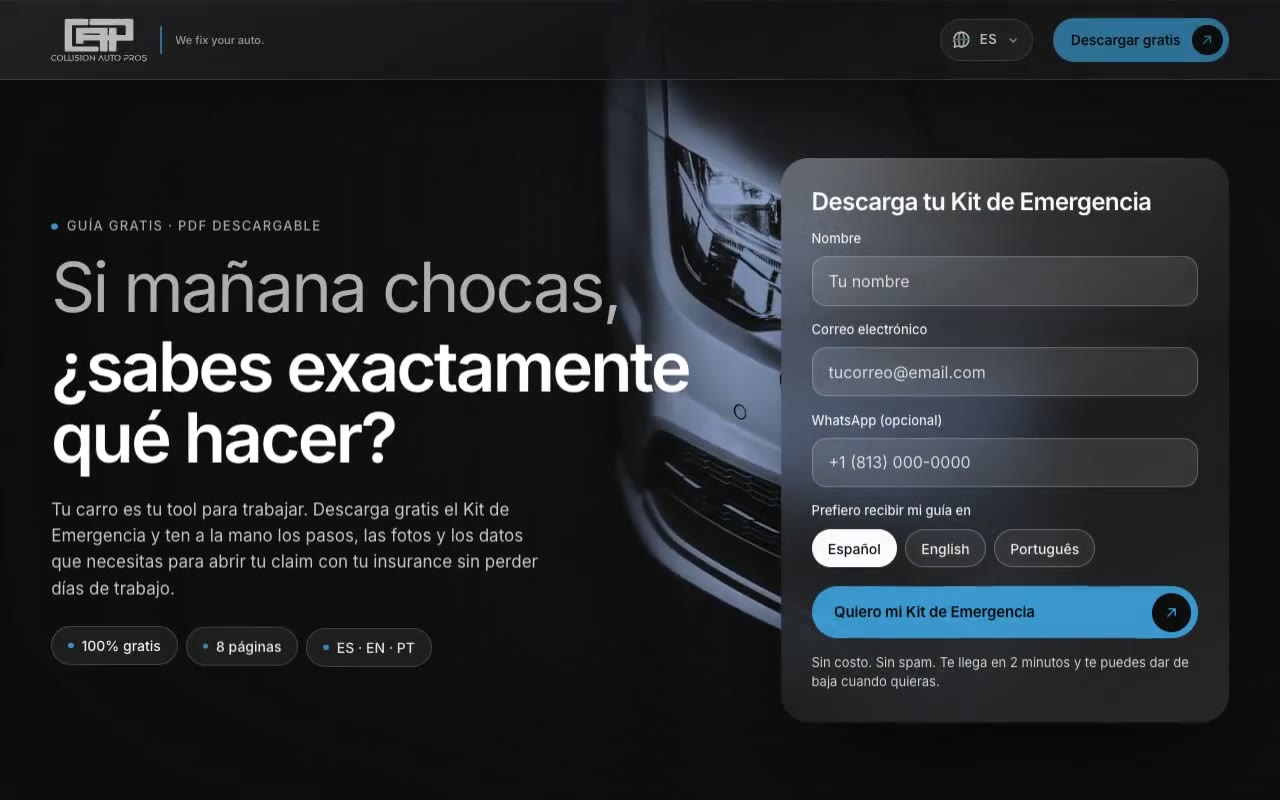 CAP
COLLISION AUTO PROS
We fix your auto.
ES
Descargar gratis
GUÍA GRATIS · PDF DESCARGABLE
Si mañana chocas,
¿sabes exactamente
qué hacer?
Tu carro es tu tool para trabajar. Descarga gratis el Kit de
Emergencia y ten a la mano los pasos, las fotos y los datos
que necesitas para abrir tu claim con tu insurance sin perder
días de trabajo.
100% gratis
8 páginas
ES · EN · PT
Descarga tu Kit de Emergencia
Nombre
Tu nombre
Correo electrónico
tucorreo@email.com
WhatsApp (opcional)
+1 (813) 000-0000
Prefiero recibir mi guía en
Español
English
Português
Quiero mi Kit de Emergencia
Sin costo. Sin spam. Te llega en 2 minutos y te puedes dar de
baja cuando quieras.